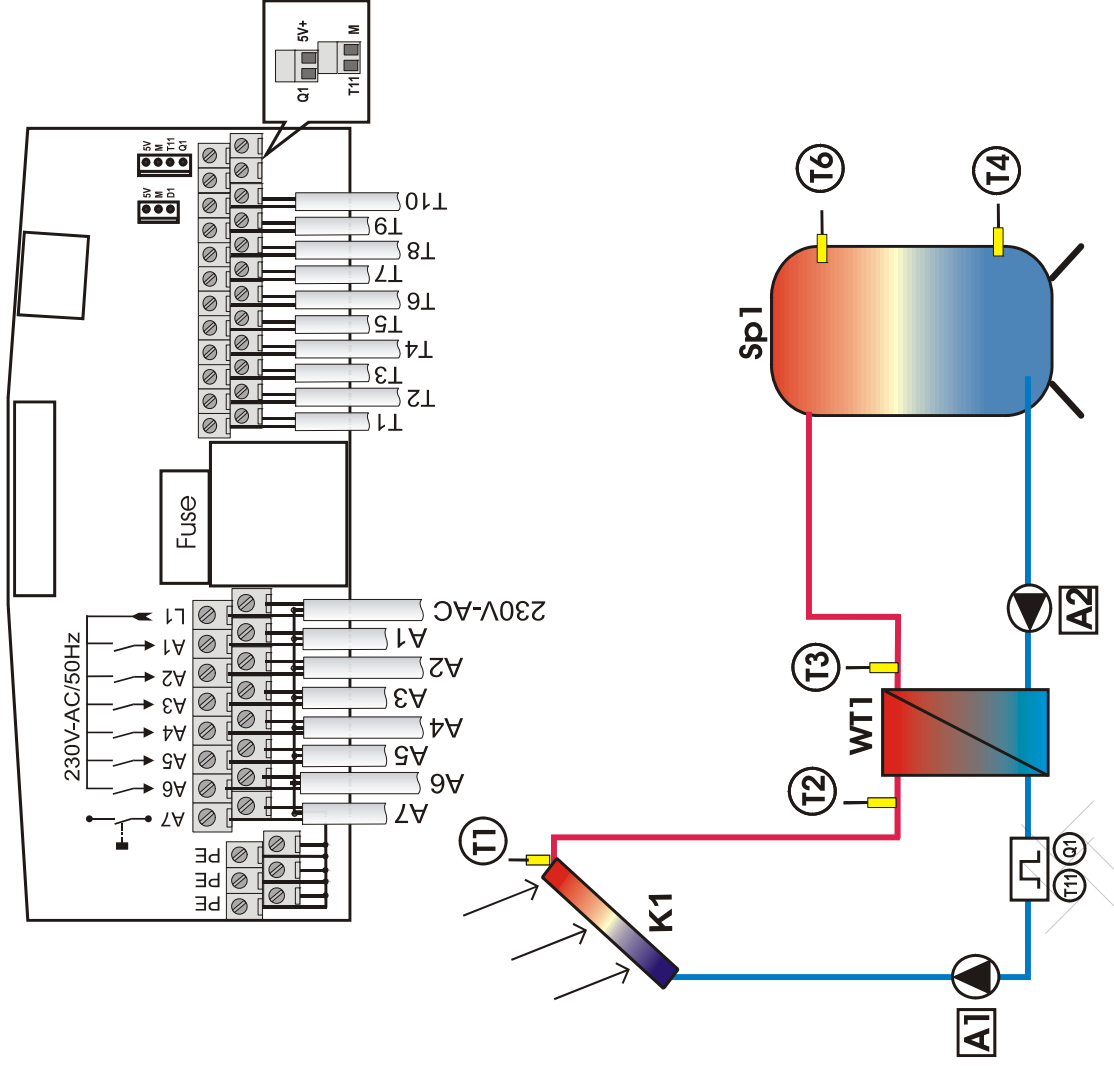 Q1
5V+
T11
M
5V
M
T11
Q1
5V
M
D1
T10
T9
T8
T7
T6
T5
T4
T3
T2
T1
Fuse
230V-AC/50Hz
L1
A1
A2
A3
A4
A5
A6
A7
230V-AC
A1
A2
A3
A4
A5
A6
A7
PE
PE
PE
T1
K1
A1
T2
WT1
T3
T11
Q1
A2
Sp1
T6
T4